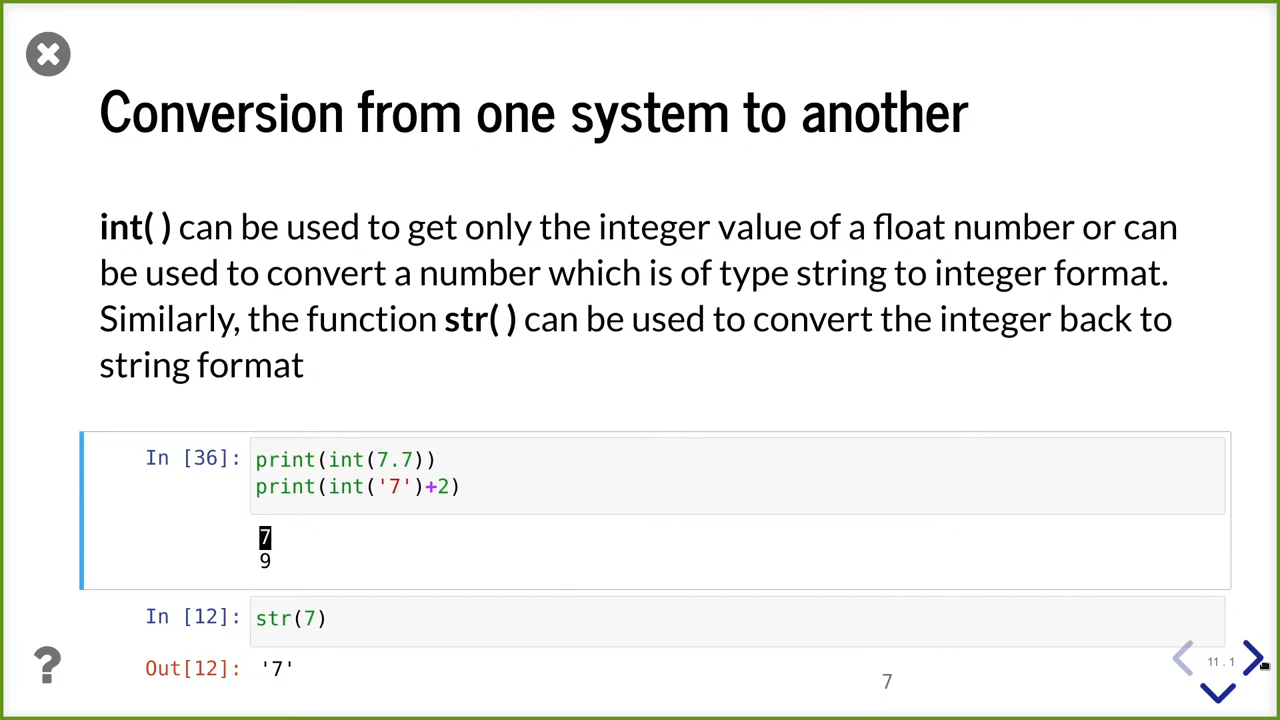 Conversion from one system to another
int( ) can be used to get only the integer value of a float number or can
be used to convert a number which is of type string to integer format.
Similarly, the function str( ) can be used to convert the integer back to
string format
In [36]: print(int(7.7))
print(int('7')+2)
7
9
In [12]: str(7)
Out[12]: '7'
?
7
11 . 1